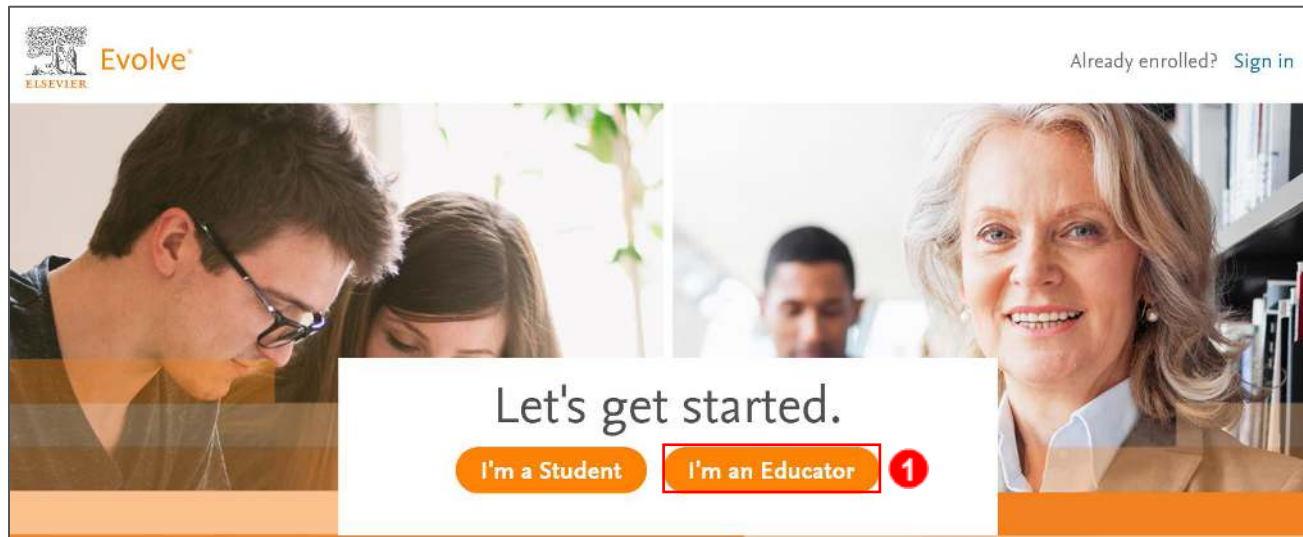 Evolve®
ELSEVIER
Already enrolled? Sign in
Let's get started.
I'm a Student
I'm an Educator
1